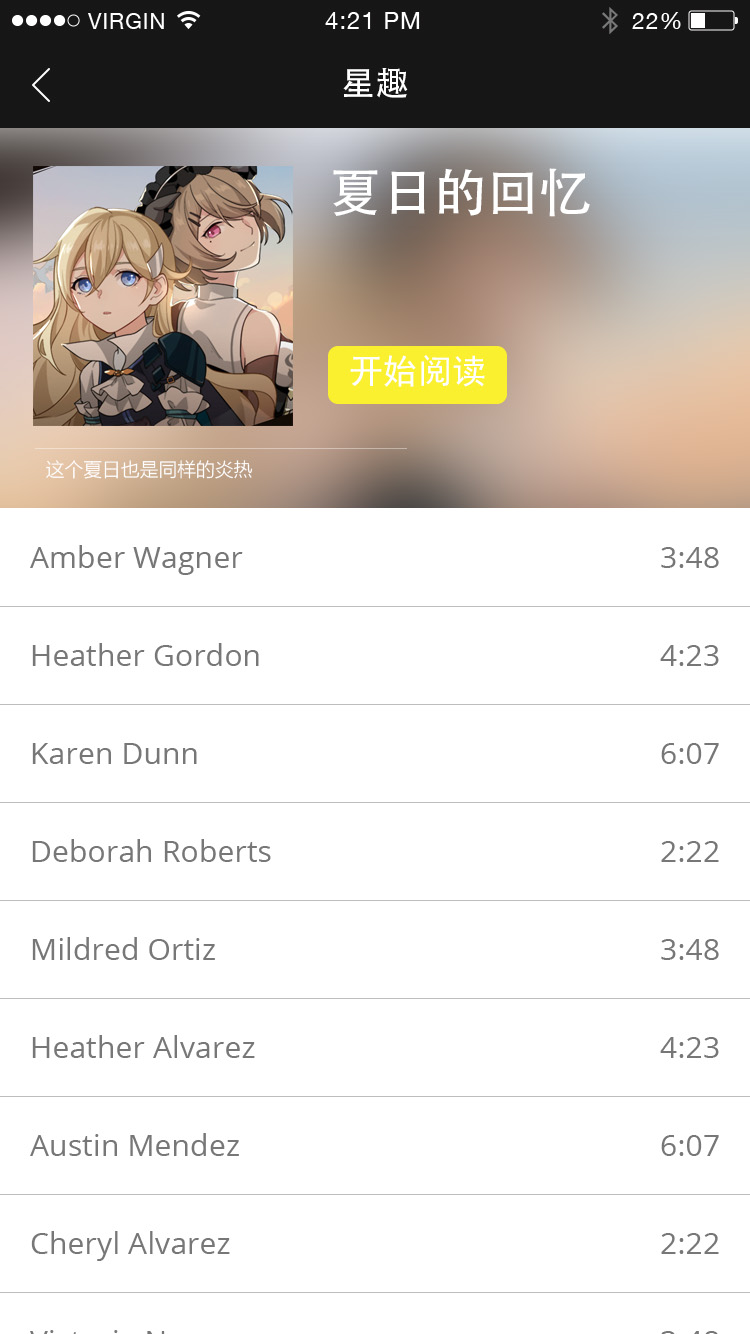 VIRGIN 4:21 PM 22%
星趣
夏日的回忆
开始阅读
这个夏日也是同样的炎热
Amber Wagner 3:48
Heather Gordon 4:23
Karen Dunn 6:07
Deborah Roberts 2:22
Mildred Ortiz 3:48
Heather Alvarez 4:23
Austin Mendez 6:07
Cheryl Alvarez 2:22